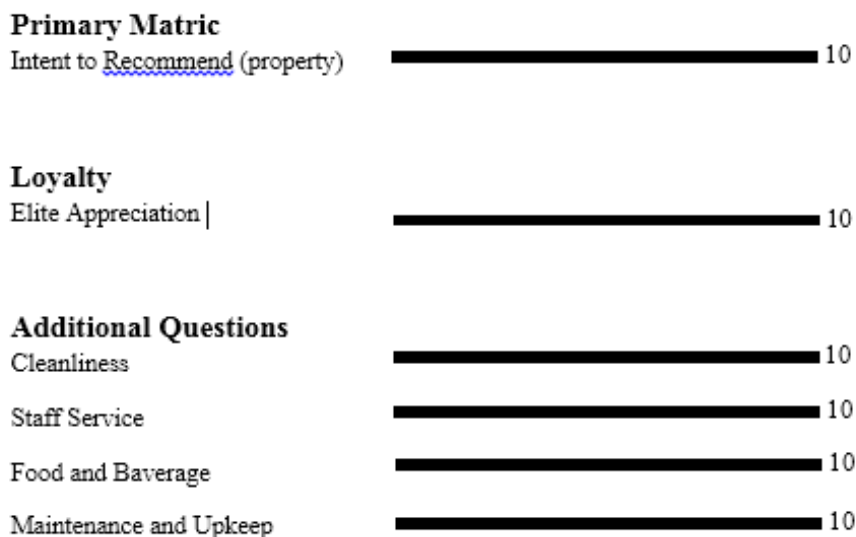 Primary Matric
Intent to Recommend (property) 10
Loyalty
Elite Appreciation 10
Additional Questions
Cleanliness 10
Staff Service 10
Food and Baverage 10
Maintenance and Upkeep 10